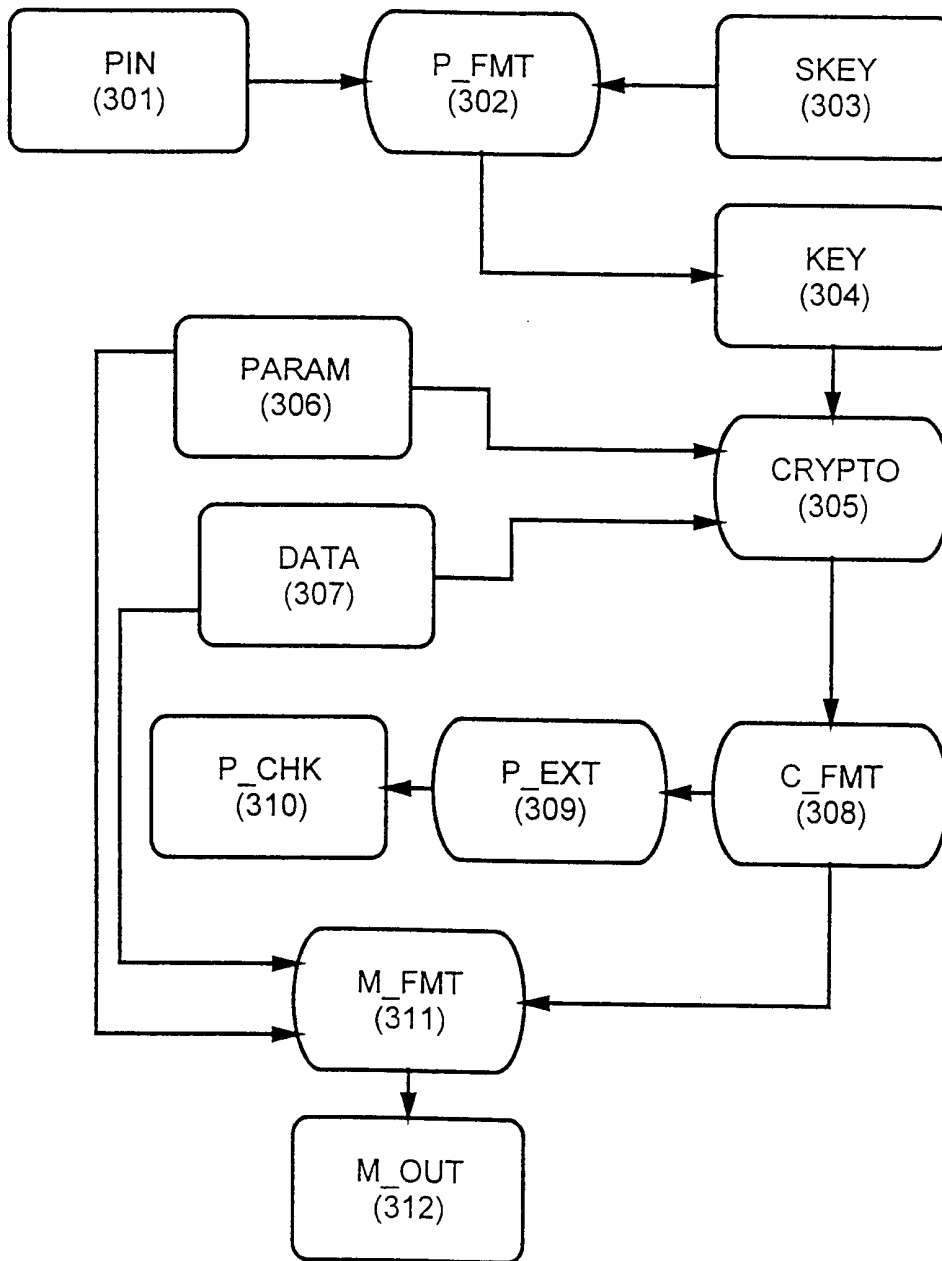 PIN
(301)
P_FMT
(302)
SKEY
(303)
KEY
(304)
PARAM
(306)
CRYPTO
(305)
DATA
(307)
P_CHK
(310)
P_EXT
(309)
C_FMT
(308)
M_FMT
(311)
M_OUT
(312)